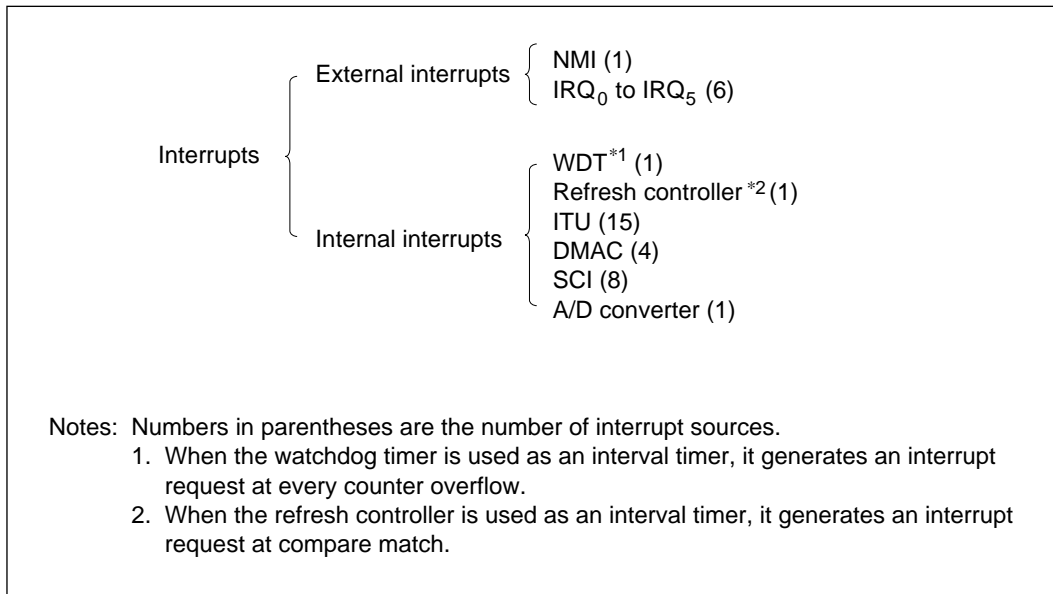 External interrupts
NMI (1)
IRQ0 to IRQ5 (6)
Interrupts
Internal interrupts
WDT*1 (1)
Refresh controller *2 (1)
ITU (15)
DMAC (4)
SCI (8)
A/D converter (1)
Notes: Numbers in parentheses are the number of interrupt sources.
1. When the watchdog timer is used as an interval timer, it generates an interrupt
request at every counter overflow.
2. When the refresh controller is used as an interval timer, it generates an interrupt
request at compare match.